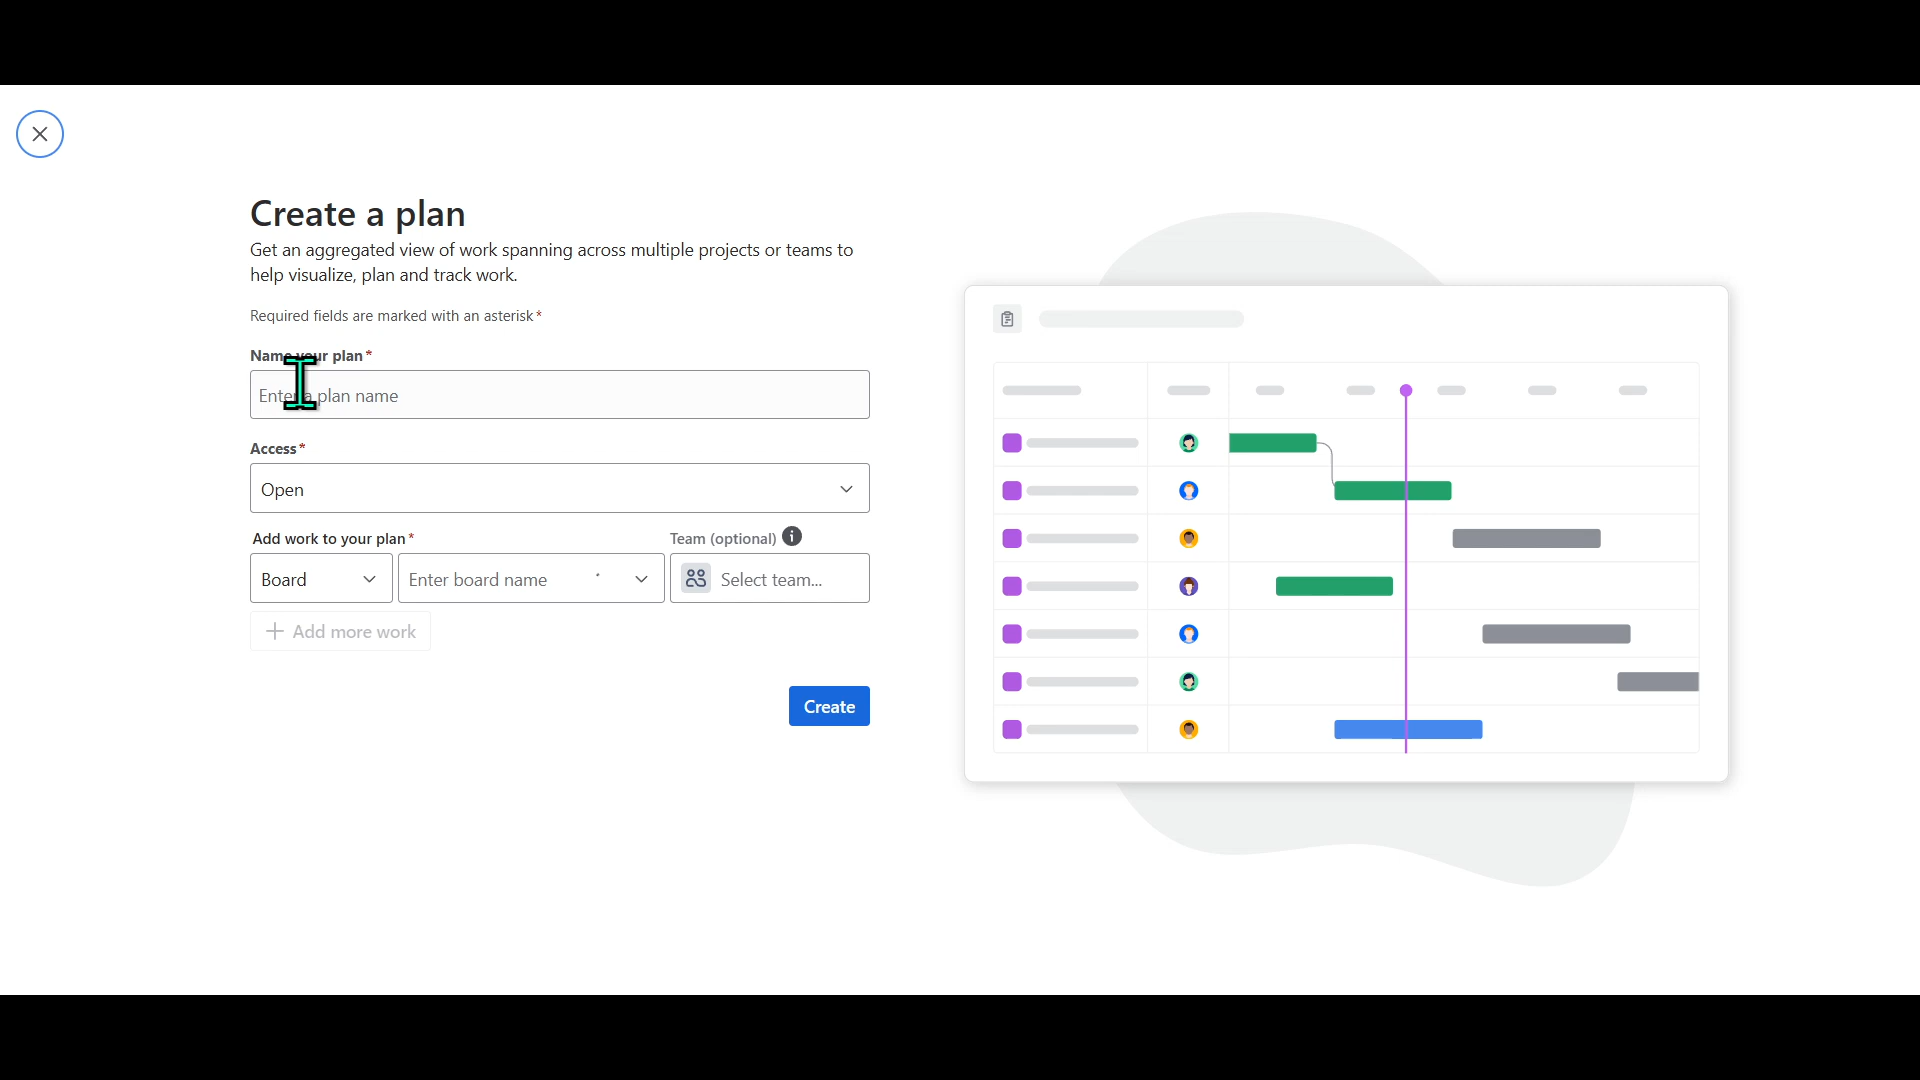 Create a plan
Get an aggregated view of work spanning across multiple projects or teams to
help visualize, plan and track work.
Required fields are marked with an asterisk*
Name your plan*
Enter a plan name
Access*
Open
Add work to your plan* Team (optional)
Board Enter board name Select team...
+ Add more work
Create